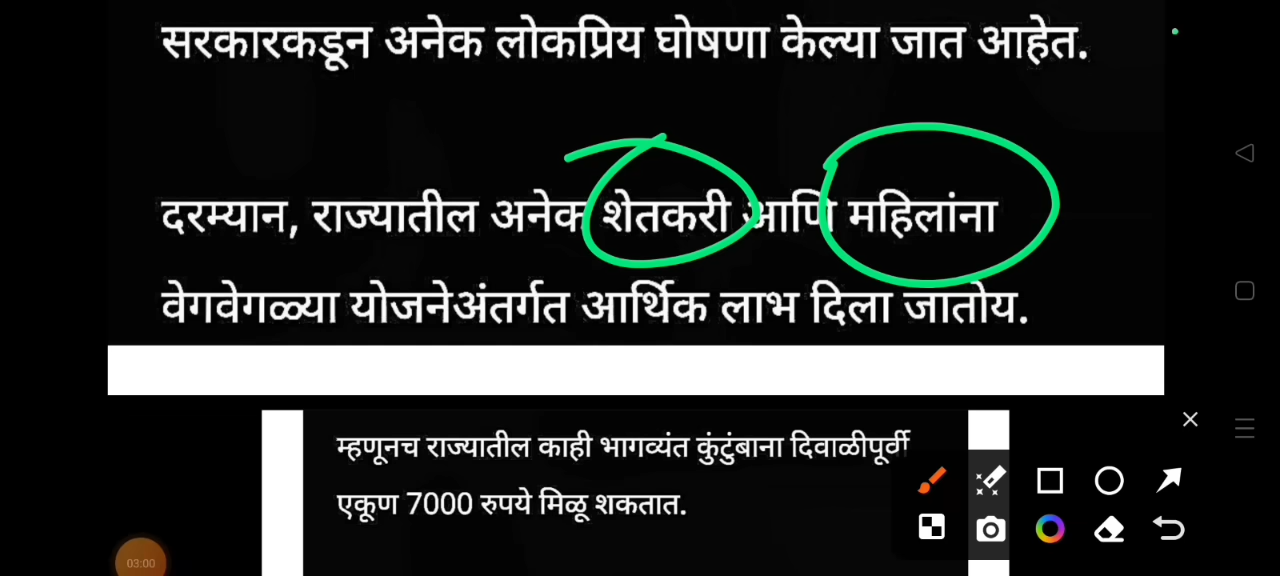 सरकारकडून अनेक लोकप्रिय घोषणा केल्या जात आहेत.
दरम्यान, राज्यातील अनेक शेतकरी आणि महिलांना
वेगवेगळ्या योजनेअंतर्गत आर्थिक लाभ दिला जातोय.
म्हणूनच राज्यातील काही भागव्यंत कुंटुंबाना दिवाळीपूर्वी
एकूण 7000 रुपये मिळू शकतात.
03:00